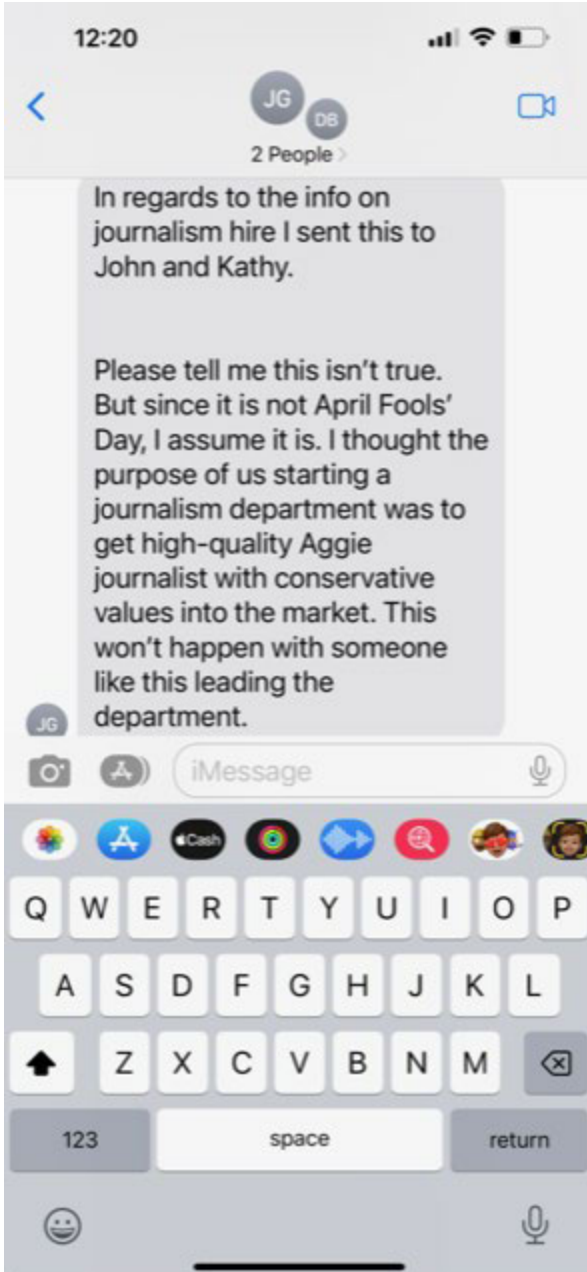 12:20
JG
DB
2 People >
In regards to the info on
journalism hire I sent this to
John and Kathy.
Please tell me this isn't true.
But since it is not April Fools'
Day, I assume it is. I thought the
purpose of us starting a
journalism department was to
get high-quality Aggie
journalist with conservative
values into the market. This
won't happen with someone
like this leading the
department.
JG
iMessage
Cash
Q W E R T Y U I O P
A S D F G H J K L
Z X C V B N M
123 space return